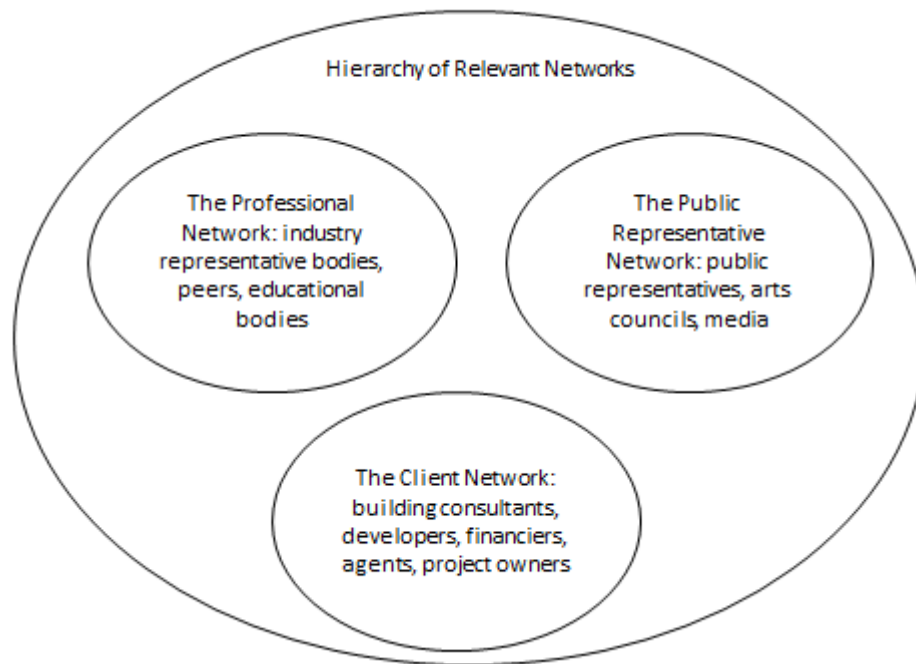 Hierarchy of Relevant Networks
The Professional
Network: industry
representative bodies,
peers, educational
bodies
The Public
Representative
Network: public
representatives, arts
councils, media
The Client Network:
building consultants,
developers, financiers,
agents, project owners